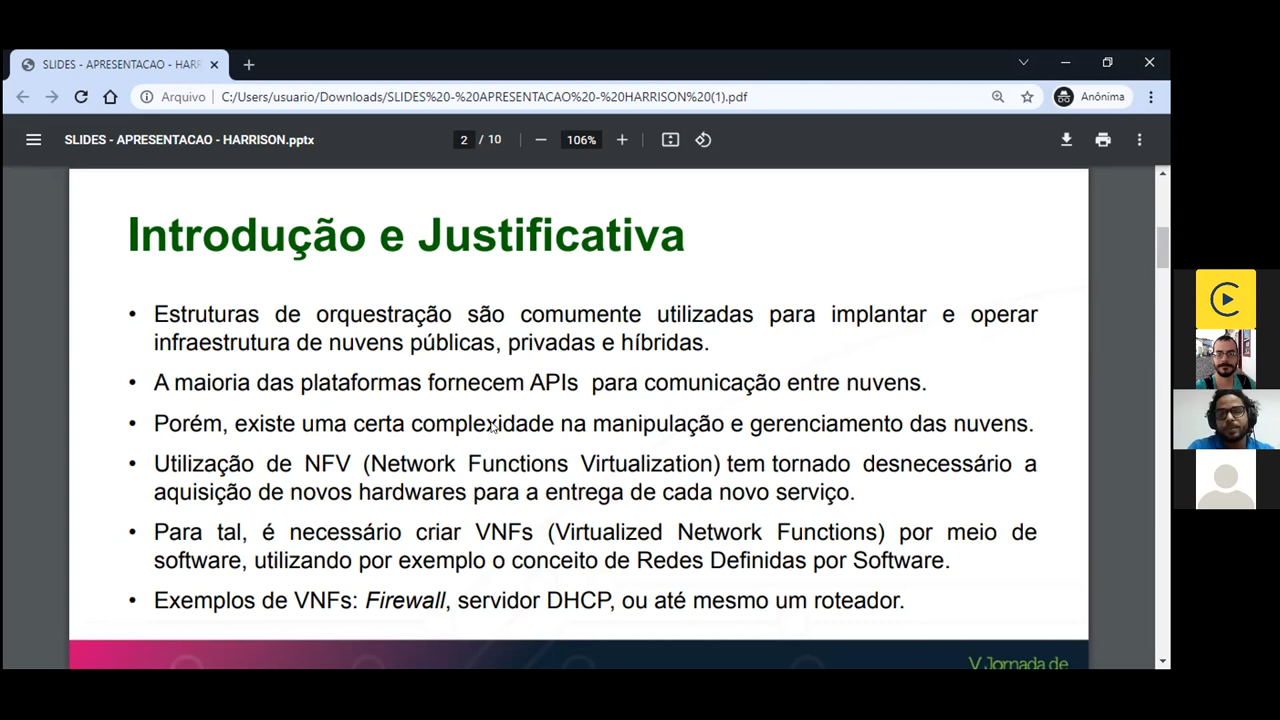 SLIDES - APRESENTACAO - HARR
Arquivo
C:/Users/usuario/Downloads/SLIDES%20-%20APRESENTACAO%20-%20HARRISON%20(1).pdf
Anônima
SLIDES - APRESENTACAO - HARRISON.pptx
2 / 10
106%
Introdução e Justificativa
• Estruturas de orquestração são comumente utilizadas para implantar e operar
infraestrutura de nuvens públicas, privadas e híbridas.
• A maioria das plataformas fornecem APIs para comunicação entre nuvens.
• Porém, existe uma certa complexidade na manipulação e gerenciamento das nuvens.
• Utilização de NFV (Network Functions Virtualization) tem tornado desnecessário a
aquisição de novos hardwares para a entrega de cada novo serviço.
• Para tal, é necessário criar VNFs (Virtualized Network Functions) por meio de
software, utilizando por exemplo o conceito de Redes Definidas por Software.
• Exemplos de VNFs: Firewall, servidor DHCP, ou até mesmo um roteador.
V Jornada de